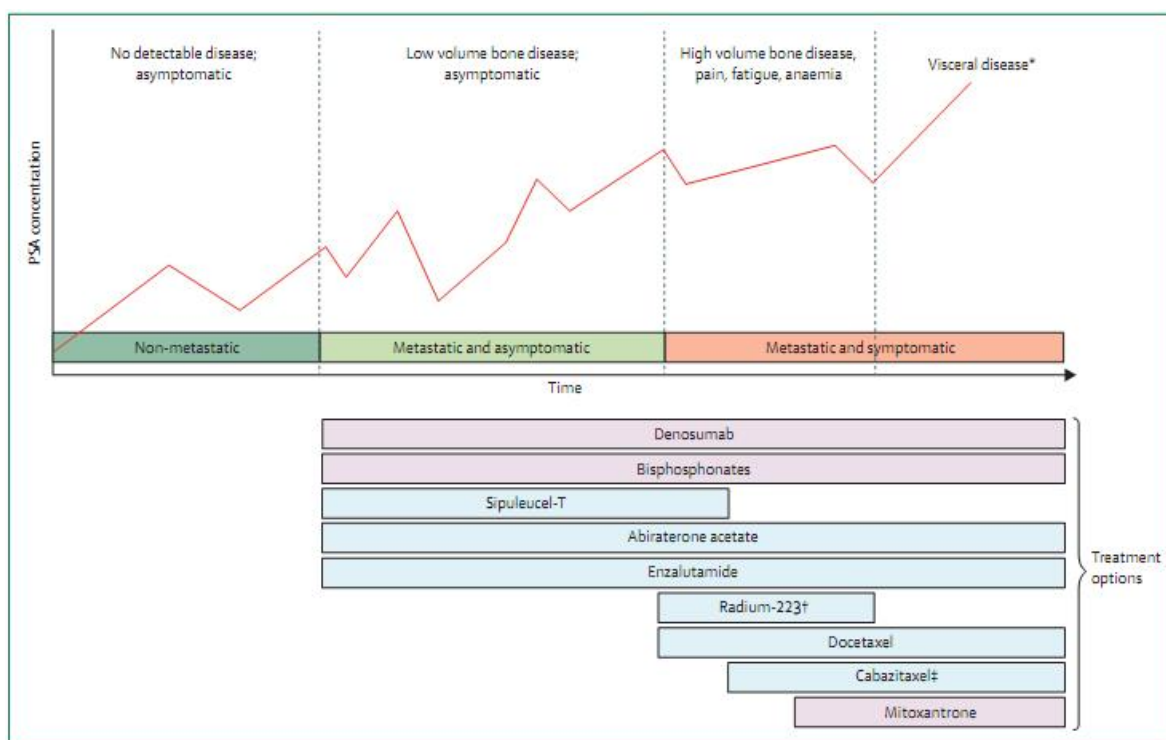 No detectable disease;
asymptomatic
Low volume bone disease;
asymptomatic
High volume bone disease,
pain, fatigue, anaemia
Visceral disease*
PSA concentration
Non-metastatic
Metastatic and asymptomatic
Metastatic and symptomatic
Time
Denosumab
Bisphosphonates
Sipuleucel-T
Abiraterone acetate
Enzalutamide
Radium-223†
Docetaxel
Cabazitaxel‡
Mitoxantrone
Treatment
options